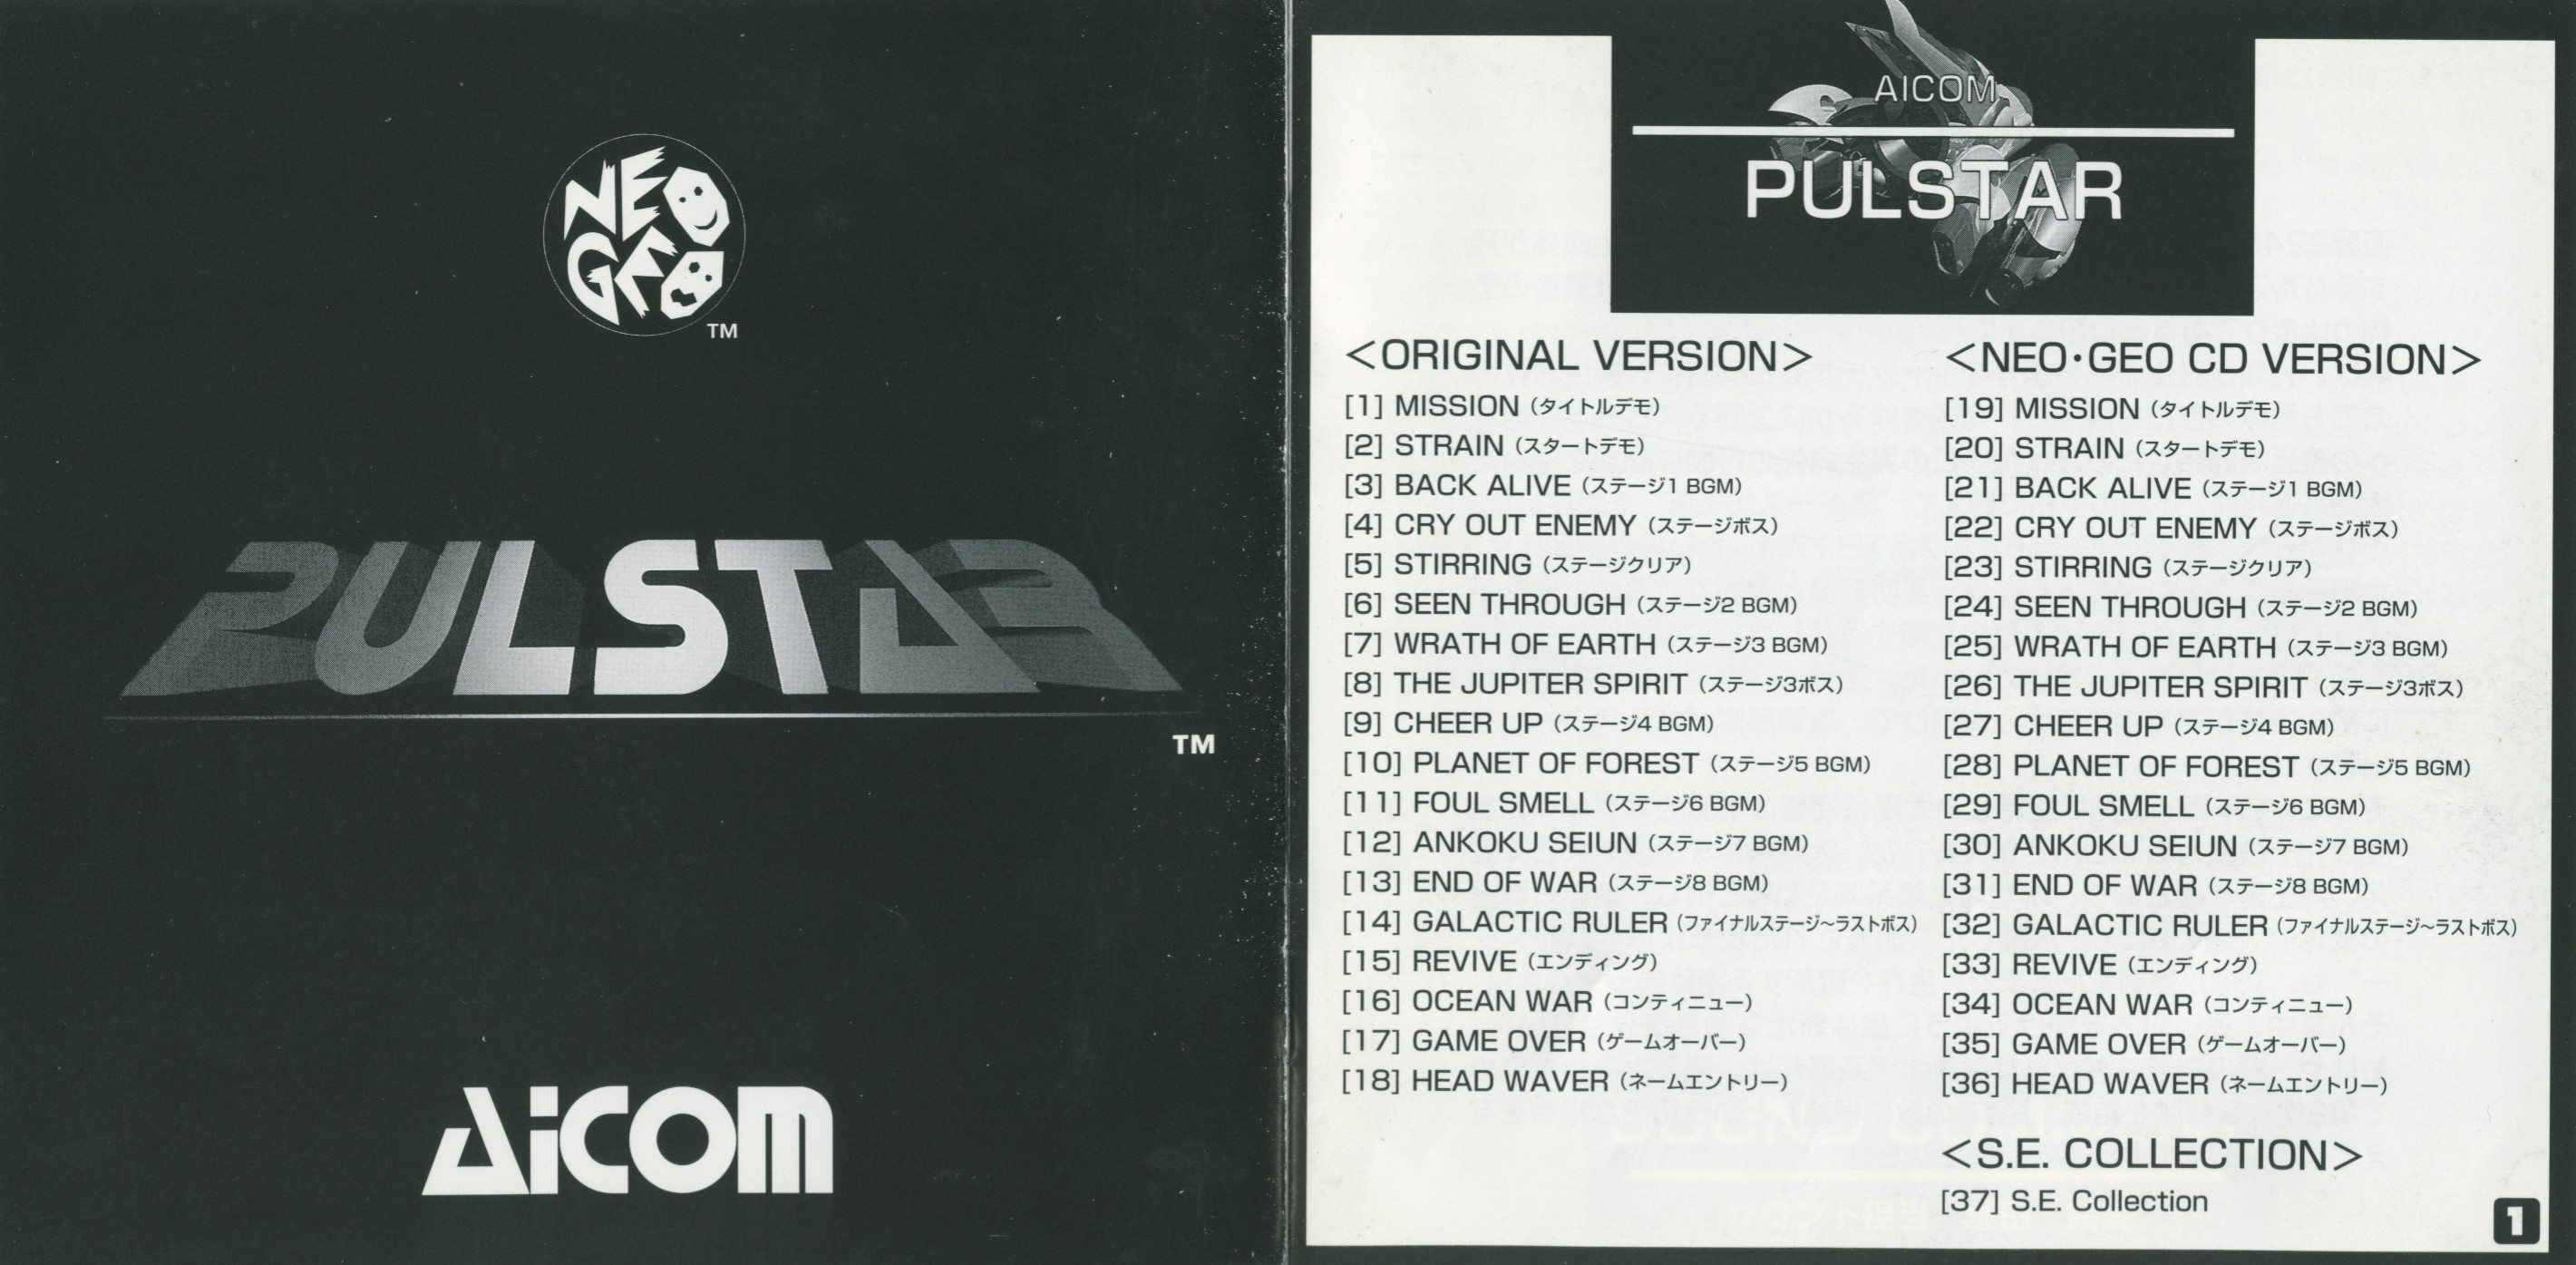 NEO
GEO
TM
PULSTAR
TM
AiCOM
AICOM
PULSTAR
<ORIGINAL VERSION>
[1] MISSION（タイトルデモ）
[2] STRAIN（スタートデモ）
[3] BACK ALIVE（ステージ1 BGM）
[4] CRY OUT ENEMY（ステージボス）
[5] STIRRING（ステージクリア）
[6] SEEN THROUGH（ステージ2 BGM）
[7] WRATH OF EARTH（ステージ3 BGM）
[8] THE JUPITER SPIRIT（ステージ3ボス）
[9] CHEER UP（ステージ4 BGM）
[10] PLANET OF FOREST（ステージ5 BGM）
[11] FOUL SMELL（ステージ6 BGM）
[12] ANKOKU SEIUN（ステージ7 BGM）
[13] END OF WAR（ステージ8 BGM）
[14] GALACTIC RULER（ファイナルステージ〜ラストボス）
[15] REVIVE（エンディング）
[16] OCEAN WAR（コンティニュー）
[17] GAME OVER（ゲームオーバー）
[18] HEAD WAVER（ネームエントリー）
<NEO・GEO CD VERSION>
[19] MISSION（タイトルデモ）
[20] STRAIN（スタートデモ）
[21] BACK ALIVE（ステージ1 BGM）
[22] CRY OUT ENEMY（ステージボス）
[23] STIRRING（ステージクリア）
[24] SEEN THROUGH（ステージ2 BGM）
[25] WRATH OF EARTH（ステージ3 BGM）
[26] THE JUPITER SPIRIT（ステージ3ボス）
[27] CHEER UP（ステージ4 BGM）
[28] PLANET OF FOREST（ステージ5 BGM）
[29] FOUL SMELL（ステージ6 BGM）
[30] ANKOKU SEIUN（ステージ7 BGM）
[31] END OF WAR（ステージ8 BGM）
[32] GALACTIC RULER（ファイナルステージ〜ラストボス）
[33] REVIVE（エンディング）
[34] OCEAN WAR（コンティニュー）
[35] GAME OVER（ゲームオーバー）
[36] HEAD WAVER（ネームエントリー）
<S.E. COLLECTION>
[37] S.E. Collection
1